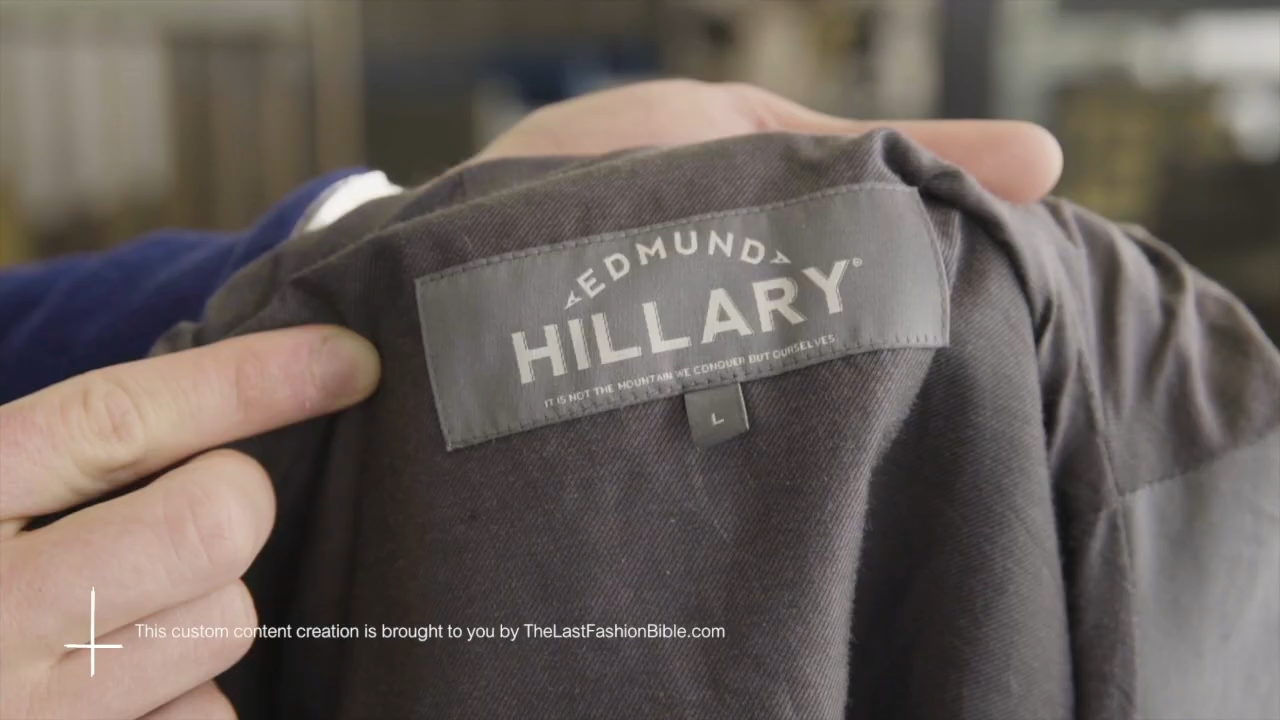 EDMUND
HILLARY®
IT IS NOT THE MOUNTAIN WE CONQUER BUT OURSELVES
L
This custom content creation is brought to you by TheLastFashionBible.com